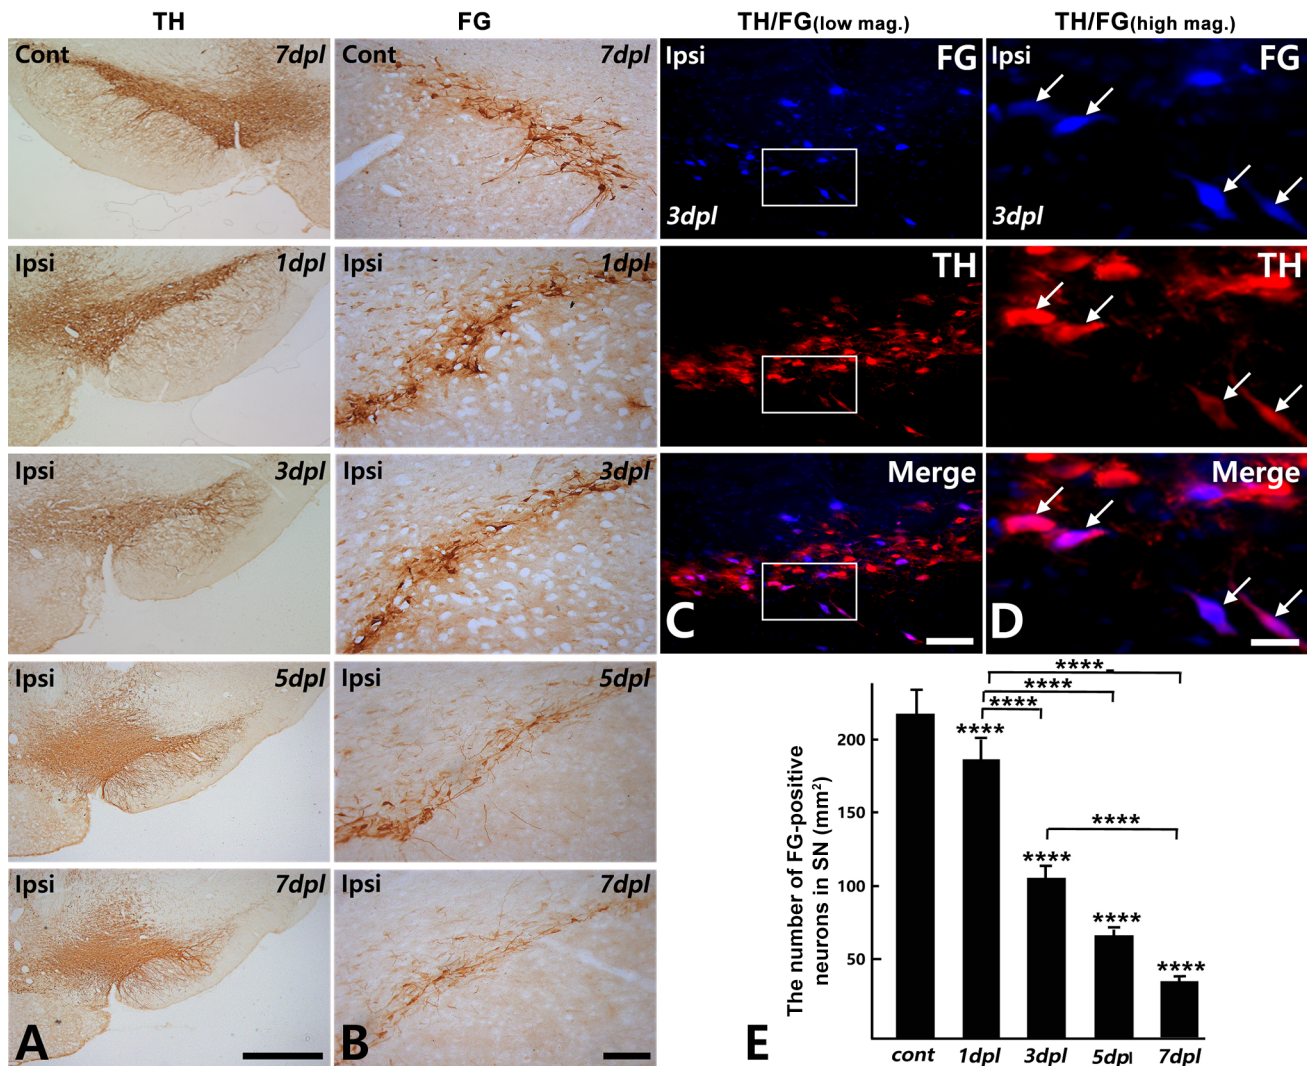 TH
FG
TH/FG(low mag.)
TH/FG(high mag.)
Cont
7dpl
Cont
7dpl
Ipsi
FG
3dpl
Ipsi
FG
3dpl
Ipsi
1dpl
Ipsi
1dpl
TH
TH
Ipsi
3dpl
Ipsi
3dpl
Merge
C
Merge
D
Ipsi
5dpl
Ipsi
5dpl
Ipsi
7dpl
A
Ipsi
7dpl
B
****
****
****
****
****
****
****
****
The number of FG-positive
neurons in SN (mm²)
200
150
100
50
E
cont
1dpl
3dpl
5dpl
7dpl